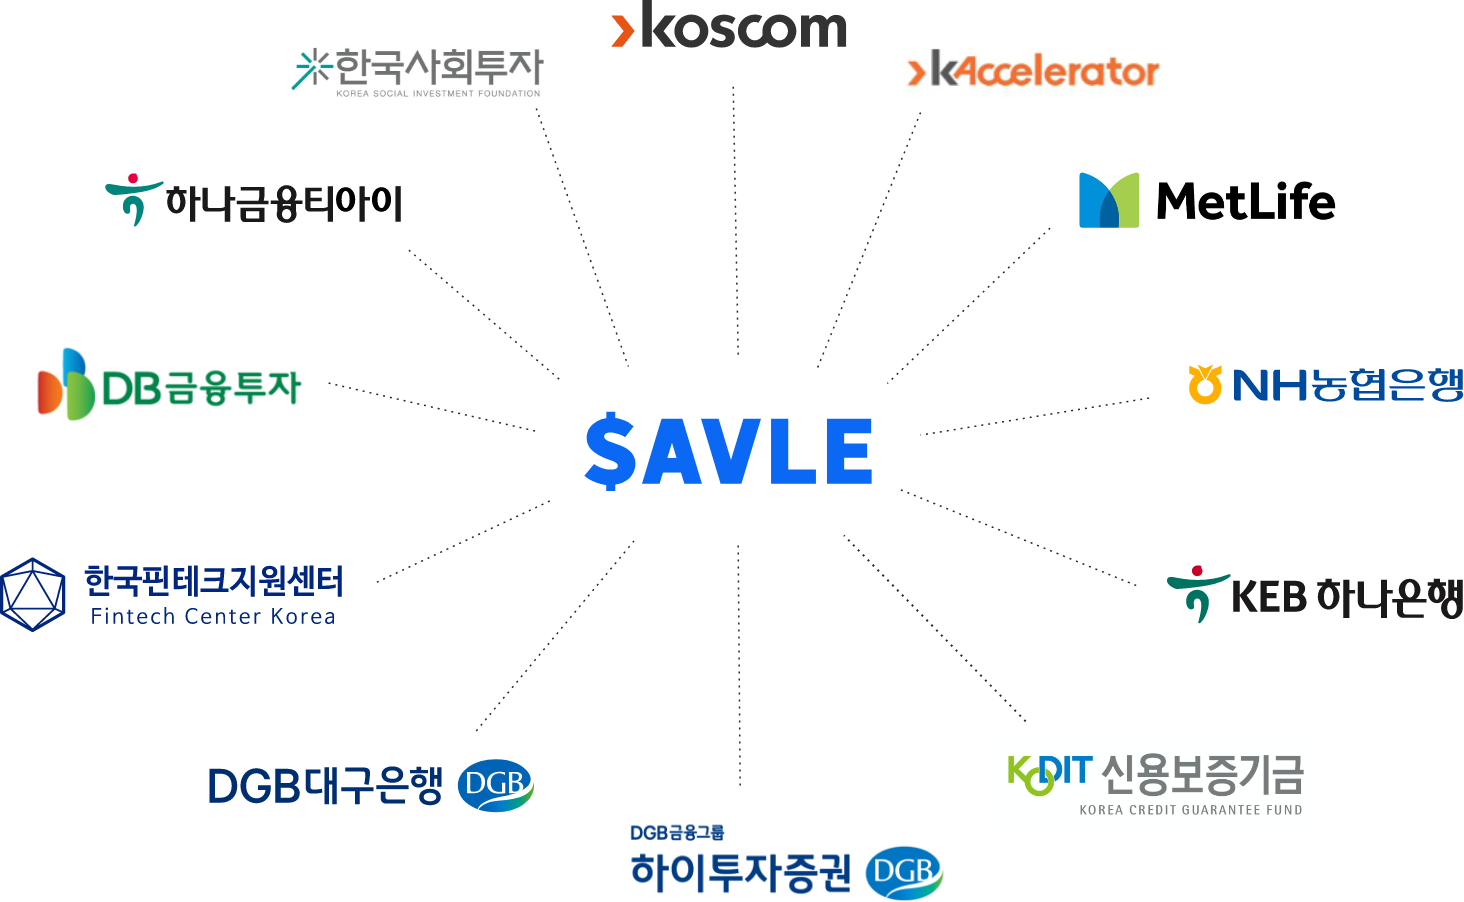 koscom
한국사회투자
KOREA SOCIAL INVESTMENT FOUNDATION
kAccelerator
하나금융티아이
MetLife
DB금융투자
NH농협은행
$AVLE
한국핀테크지원센터
Fintech Center Korea
KEB 하나은행
DGB대구은행 DGB
KODIT 신용보증기금
KOREA CREDIT GUARANTEE FUND
DGB금융그룹
하이투자증권 DGB